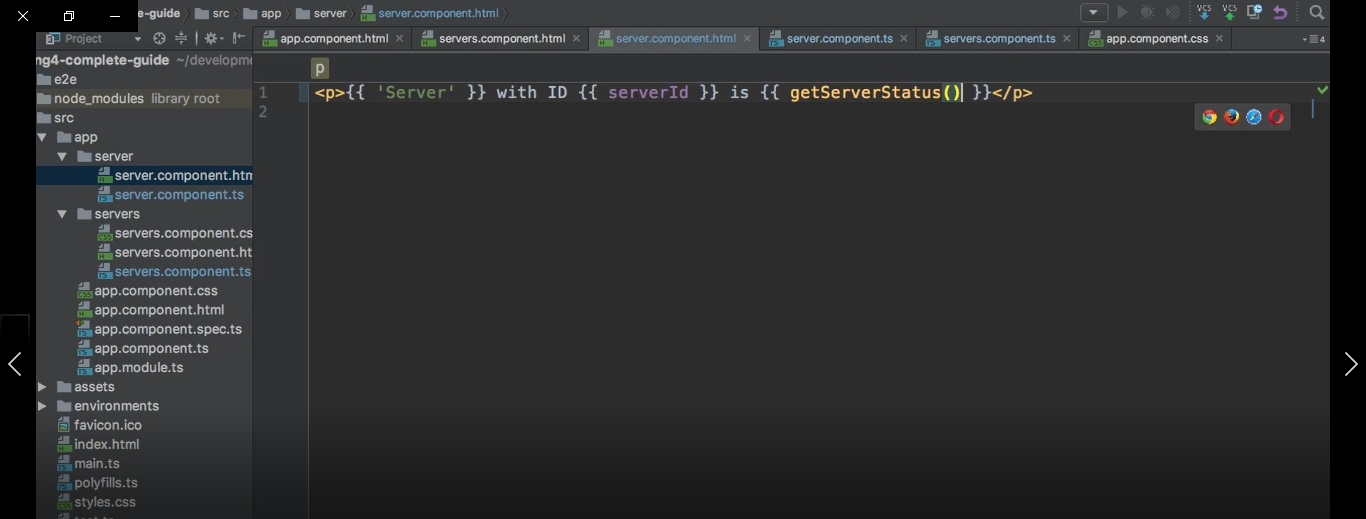 e-guide src app server server.component.html
Project
app.component.html servers.component.html server.component.html server.component.ts servers.component.ts app.component.css 4
VCS VCS
ng4-complete-guide ~/developme
p
e2e
1 <p>{{ 'Server' }} with ID {{ serverId }} is {{ getServerStatus() }}</p>
2
node_modules library root
src
app
server
server.component.htm
server.component.ts
servers
servers.component.cs
servers.component.ht
servers.component.ts
app.component.css
app.component.html
app.component.spec.ts
app.component.ts
app.module.ts
assets
environments
favicon.ico
index.html
main.ts
polyfills.ts
styles.css